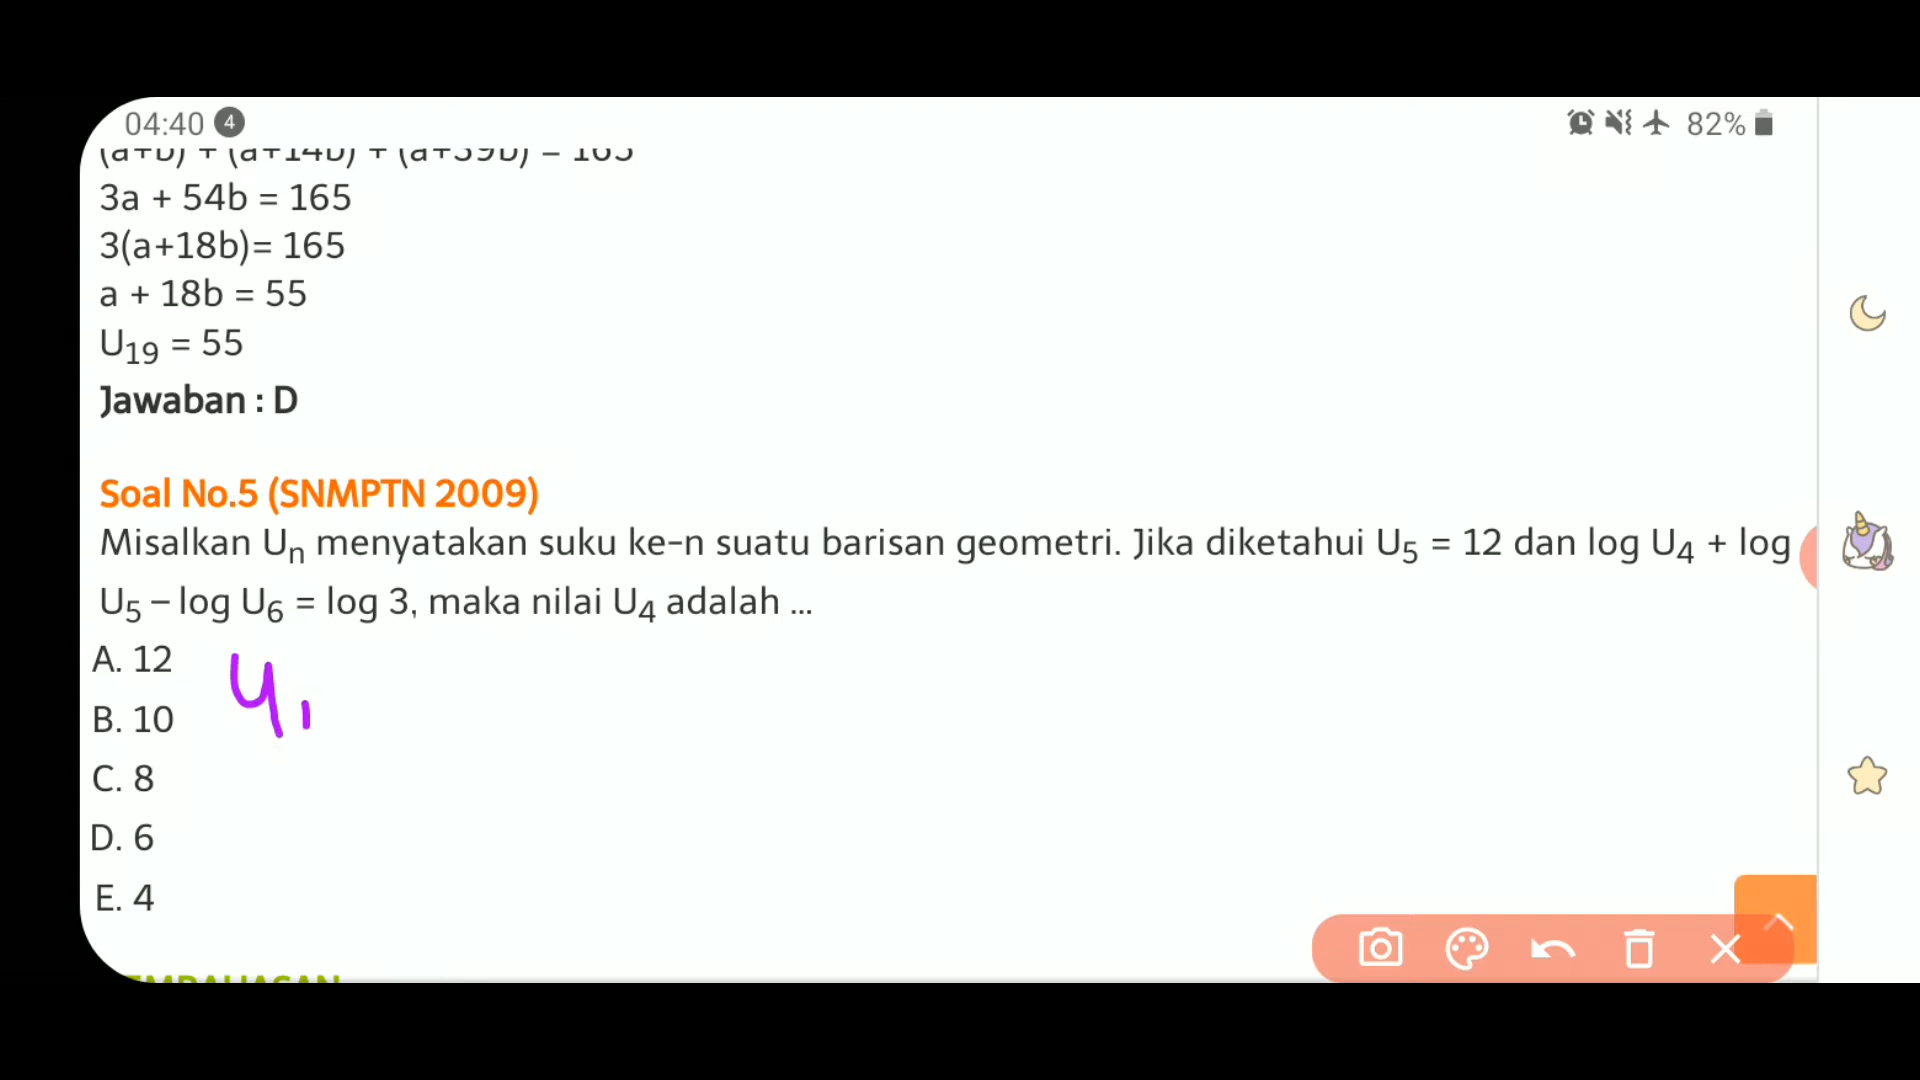 04:40 4 82%
3a + 54b = 165
3(a+18b)= 165
a + 18b = 55
U₁₉ = 55
Jawaban : D
Soal No.5 (SNMPTN 2009)
Misalkan Uₙ menyatakan suku ke-n suatu barisan geometri. Jika diketahui U₅ = 12 dan log U₄ + log
U₅ – log U₆ = log 3, maka nilai U₄ adalah ...
A. 12
B. 10
C. 8
D. 6
E. 4